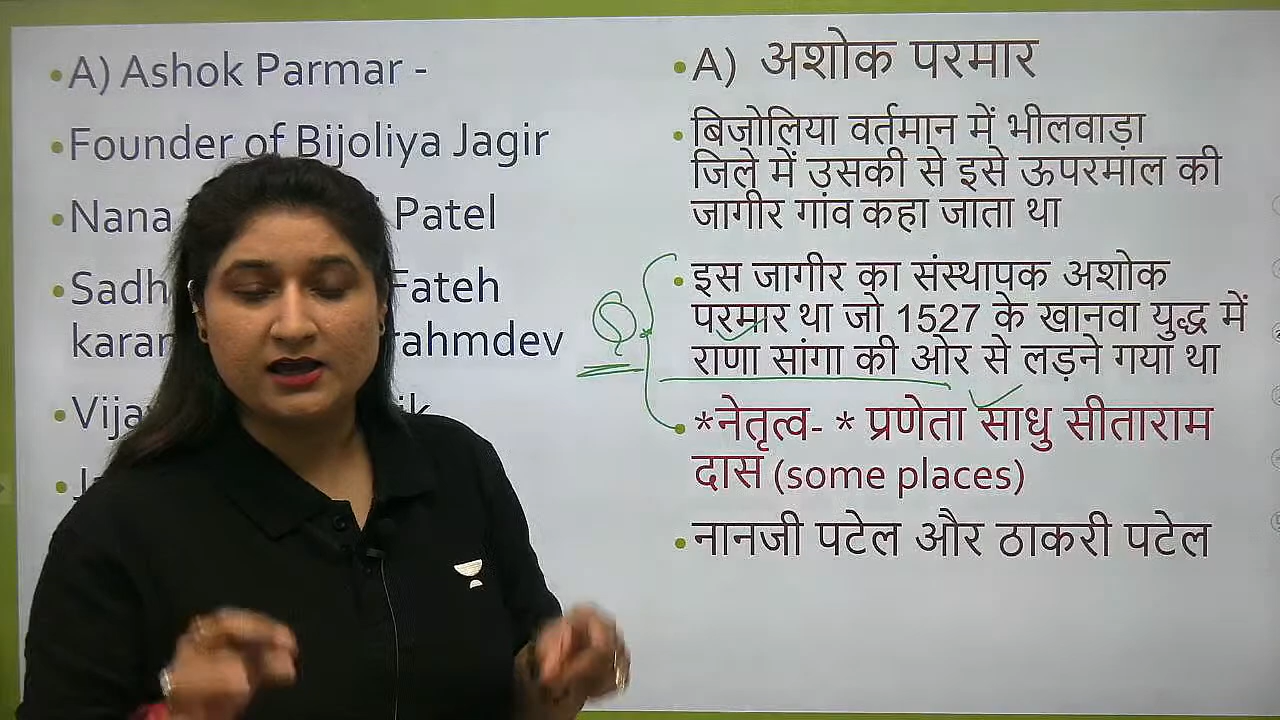 A) Ashok Parmar -
Founder of Bijoliya Jagir
Nana Patel
Sadh Fateh
karan rahmdev
Vija ik
A) अशोक परमार
बिजोलिया वर्तमान में भीलवाड़ा
जिले में उसकी से इसे ऊपरमाल की
जागीर गांव कहा जाता था
इस जागीर का संस्थापक अशोक
परमार था जो 1527 के खानवा युद्ध में
राणा सांगा की ओर से लड़ने गया था
*नेतृत्व- * प्रणेता साधु सीताराम
दास (some places)
नानजी पटेल और ठाकरी पटेल
Q.